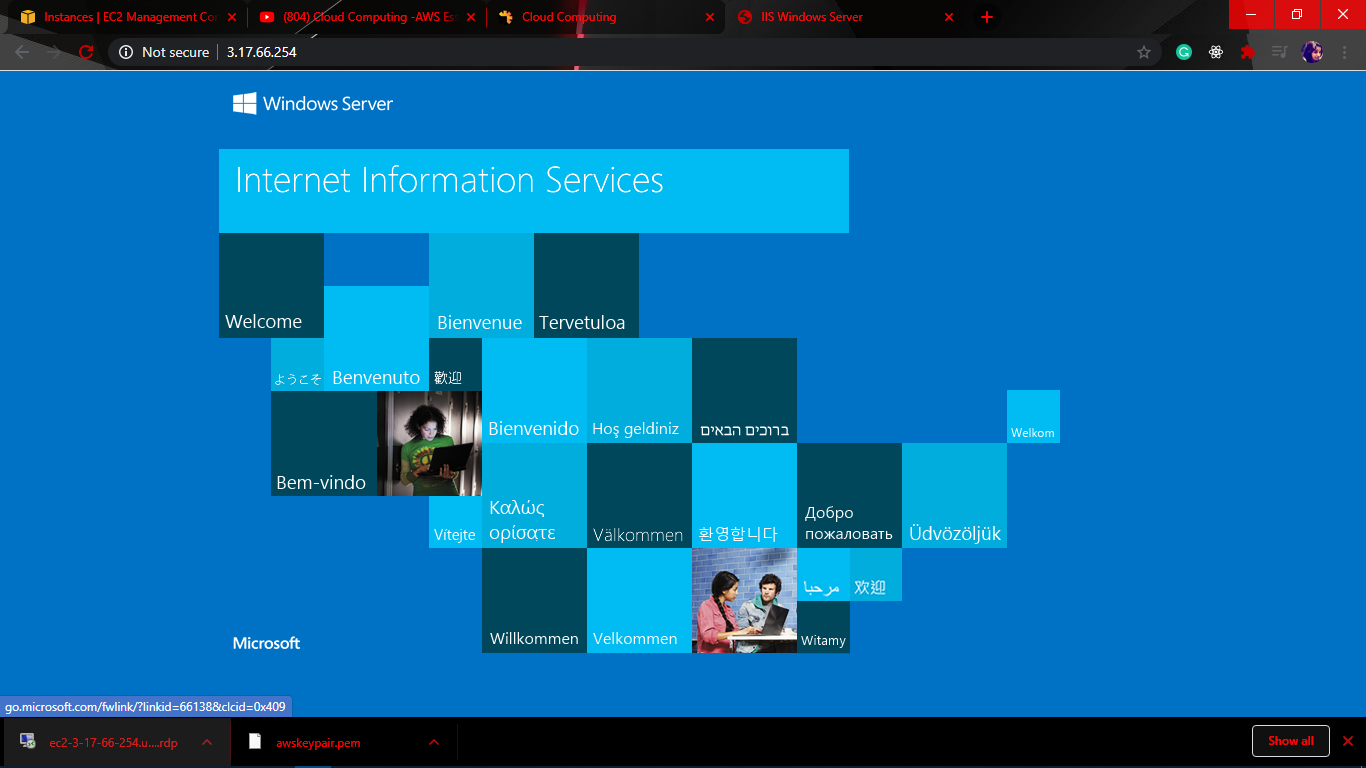 Instances | EC2 Management Con
(804) Cloud Computing -AWS Ess
Cloud Computing
IIS Windows Server
Not secure
3.17.66.254
Windows Server
Internet Information Services
Welcome
Bienvenue
Tervetuloa
ようこそ
Benvenuto
歡迎
Bienvenido
Hoş geldiniz
ברוכים הבאים
Welkom
Bem-vindo
Vítejte
Καλώς
ορίσατε
Välkommen
환영합니다
Добро
пожаловать
Üdvözöljük
Willkommen
Velkommen
مرحبا
欢迎
Witamy
Microsoft
go.microsoft.com/fwlink/?linkid=66138&clcid=0x409
ec2-3-17-66-254.u....rdp
awskeypair.pem
Show all